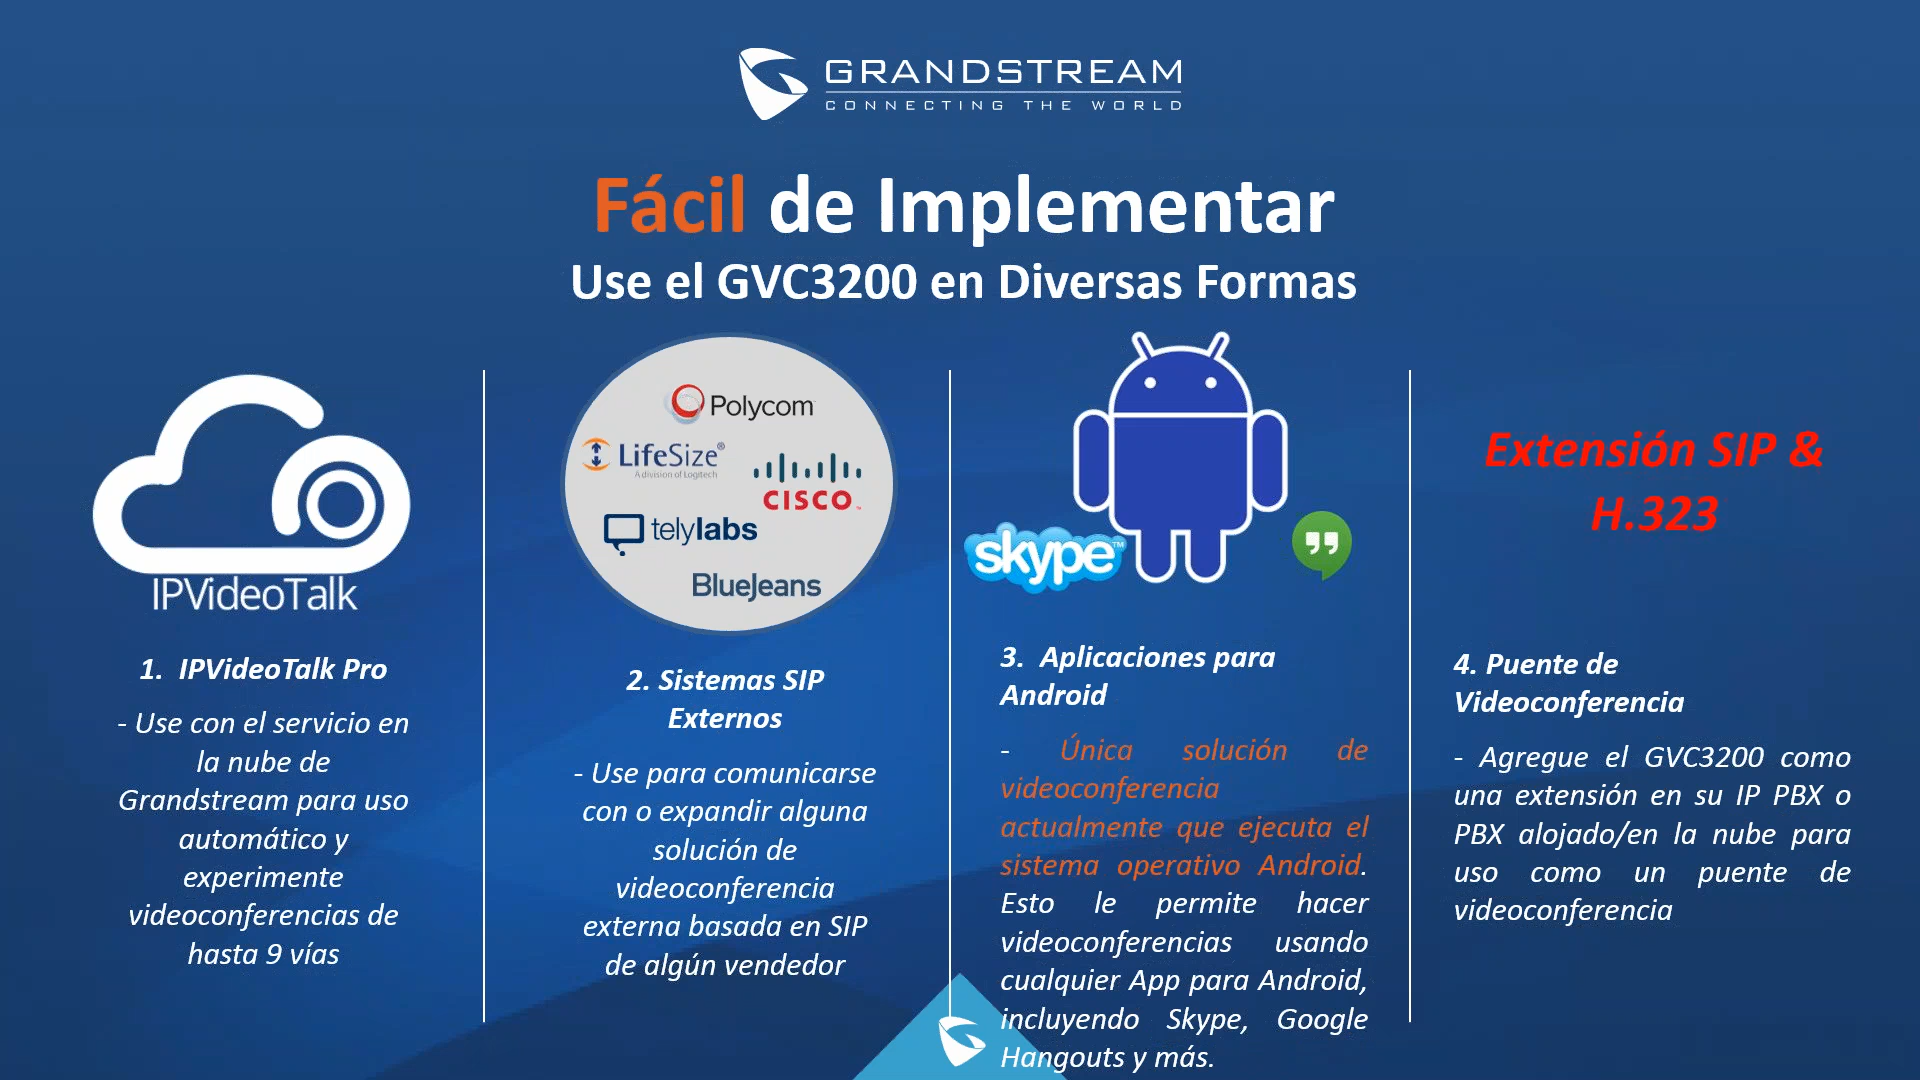 GRANDSTREAM
CONNECTING THE WORLD
Fácil de Implementar
Use el GVC3200 en Diversas Formas
IPVideoTalk
1. IPVideoTalk Pro
- Use con el servicio en
la nube de
Grandstream para uso
automático y
experimente
videoconferencias de
hasta 9 vías
Polycom
LifeSize®
A division of Logitech
CISCO™
telylabs
BlueJeans
2. Sistemas SIP
Externos
- Use para comunicarse
con o expandir alguna
solución de
videoconferencia
externa basada en SIP
de algún vendedor
skype™
3. Aplicaciones para
Android
- Única solución de
videoconferencia
actualmente que ejecuta el
sistema operativo Android.
Esto le permite hacer
videoconferencias usando
cualquier App para Android,
incluyendo Skype, Google
Hangouts y más.
Extensión SIP &
H.323
4. Puente de
Videoconferencia
- Agregue el GVC3200 como
una extensión en su IP PBX o
PBX alojado/en la nube para
uso como un puente de
videoconferencia